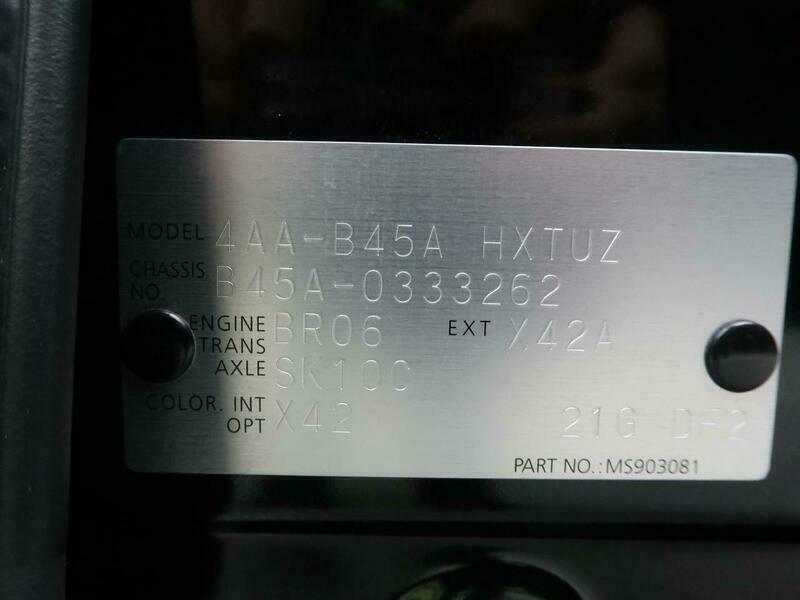 MODEL 4AA-B45A HXTUZ
CHASSIS NO. B45A-0333262
ENGINE BR06 EXT X42A
TRANS
AXLE SK10C
COLOR. INT X42
OPT 21G DF2
PART NO.:MS903081